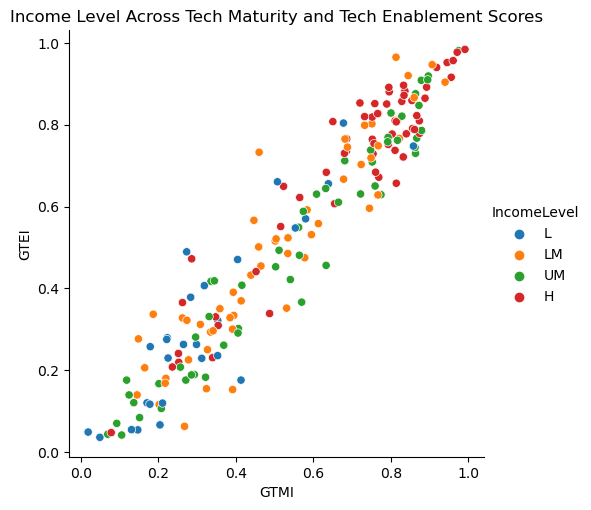 Income Level Across Tech Maturity and Tech Enablement Scores
1.0
0.8
0.6
0.4
0.2
0.0
GTEI
0.0 0.2 0.4 0.6 0.8 1.0
GTMI
IncomeLevel
L
LM
UM
H